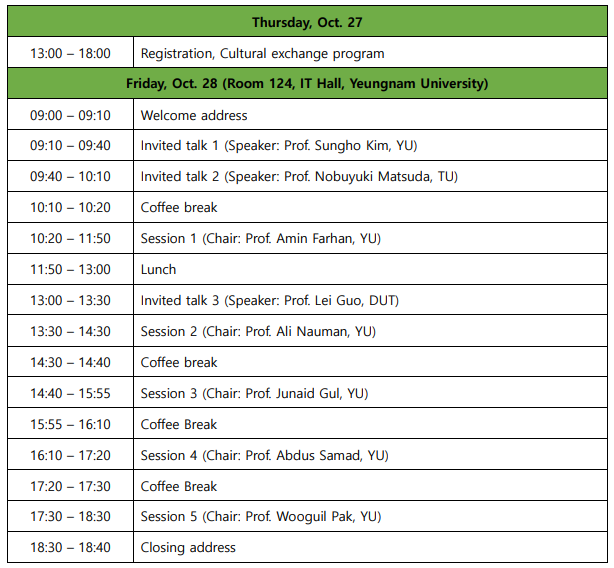 Thursday, Oct. 27
13:00 – 18:00 Registration, Cultural exchange program
Friday, Oct. 28 (Room 124, IT Hall, Yeungnam University)
09:00 – 09:10 Welcome address
09:10 – 09:40 Invited talk 1 (Speaker: Prof. Sungho Kim, YU)
09:40 – 10:10 Invited talk 2 (Speaker: Prof. Nobuyuki Matsuda, TU)
10:10 – 10:20 Coffee break
10:20 – 11:50 Session 1 (Chair: Prof. Amin Farhan, YU)
11:50 – 13:00 Lunch
13:00 – 13:30 Invited talk 3 (Speaker: Prof. Lei Guo, DUT)
13:30 – 14:30 Session 2 (Chair: Prof. Ali Nauman, YU)
14:30 – 14:40 Coffee break
14:40 – 15:55 Session 3 (Chair: Prof. Junaid Gul, YU)
15:55 – 16:10 Coffee Break
16:10 – 17:20 Session 4 (Chair: Prof. Abdus Samad, YU)
17:20 – 17:30 Coffee Break
17:30 – 18:30 Session 5 (Chair: Prof. Wooguil Pak, YU)
18:30 – 18:40 Closing address